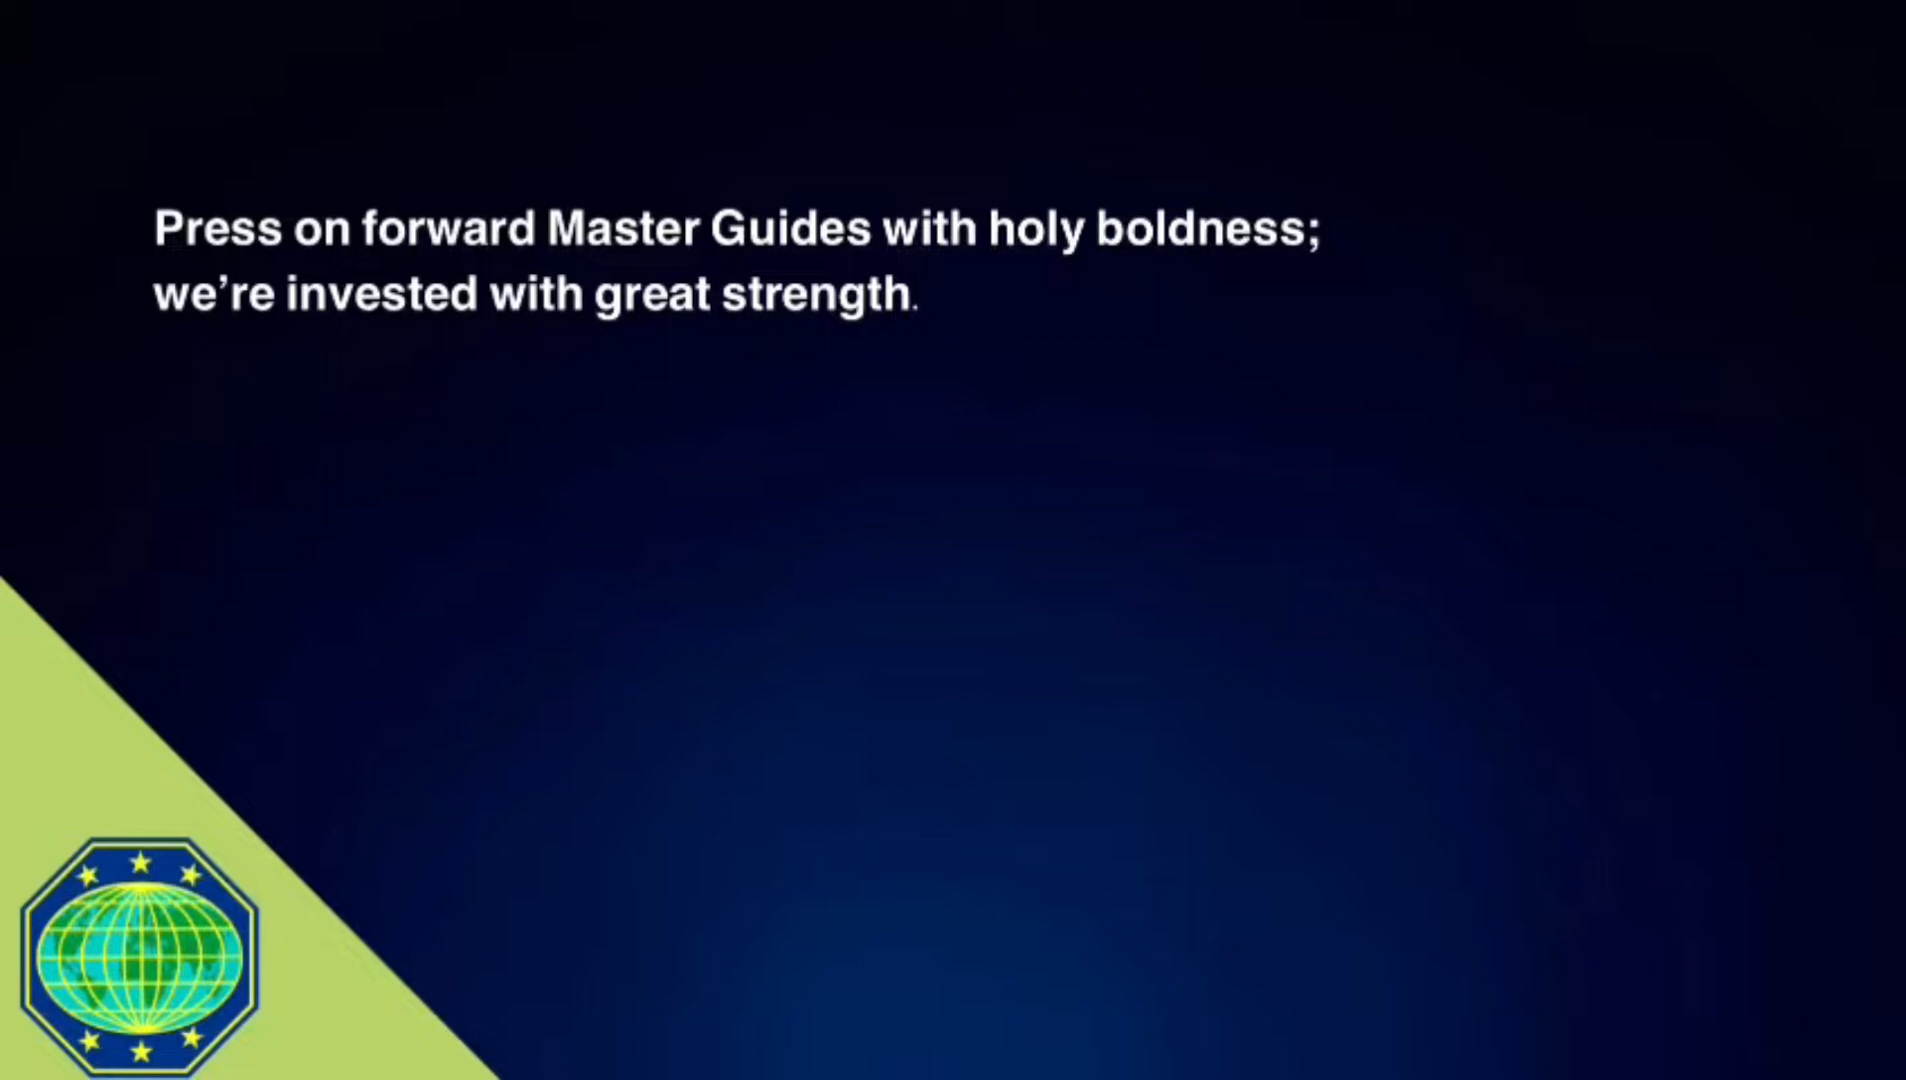 Press on forward Master Guides with holy boldness;
we’re invested with great strength.